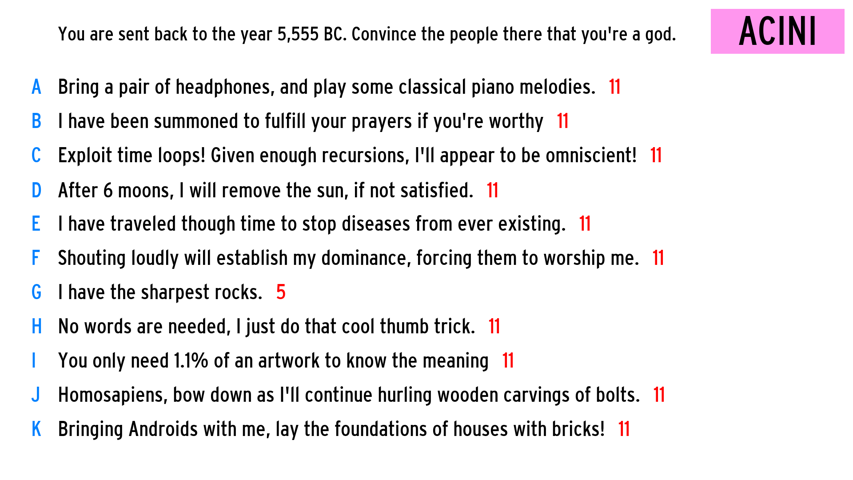 You are sent back to the year 5,555 BC. Convince the people there that you're a god. ACINI
A Bring a pair of headphones, and play some classical piano melodies. 11
B I have been summoned to fulfill your prayers if you're worthy 11
C Exploit time loops! Given enough recursions, I'll appear to be omniscient! 11
D After 6 moons, I will remove the sun, if not satisfied. 11
E I have traveled though time to stop diseases from ever existing. 11
F Shouting loudly will establish my dominance, forcing them to worship me. 11
G I have the sharpest rocks. 5
H No words are needed, I just do that cool thumb trick. 11
I You only need 1.1% of an artwork to know the meaning 11
J Homosapiens, bow down as I'll continue hurling wooden carvings of bolts. 11
K Bringing Androids with me, lay the foundations of houses with bricks! 11